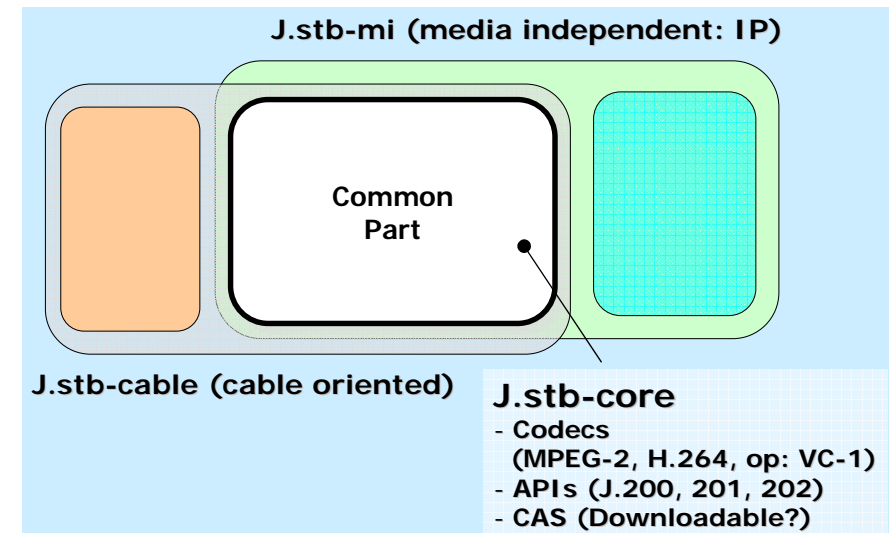 J.stb-mi (media independent: IP)
Common
Part
J.stb-cable (cable oriented)
J.stb-core
- Codecs
(MPEG-2, H.264, op: VC-1)
- APIs (J.200, 201, 202)
- CAS (Downloadable?)